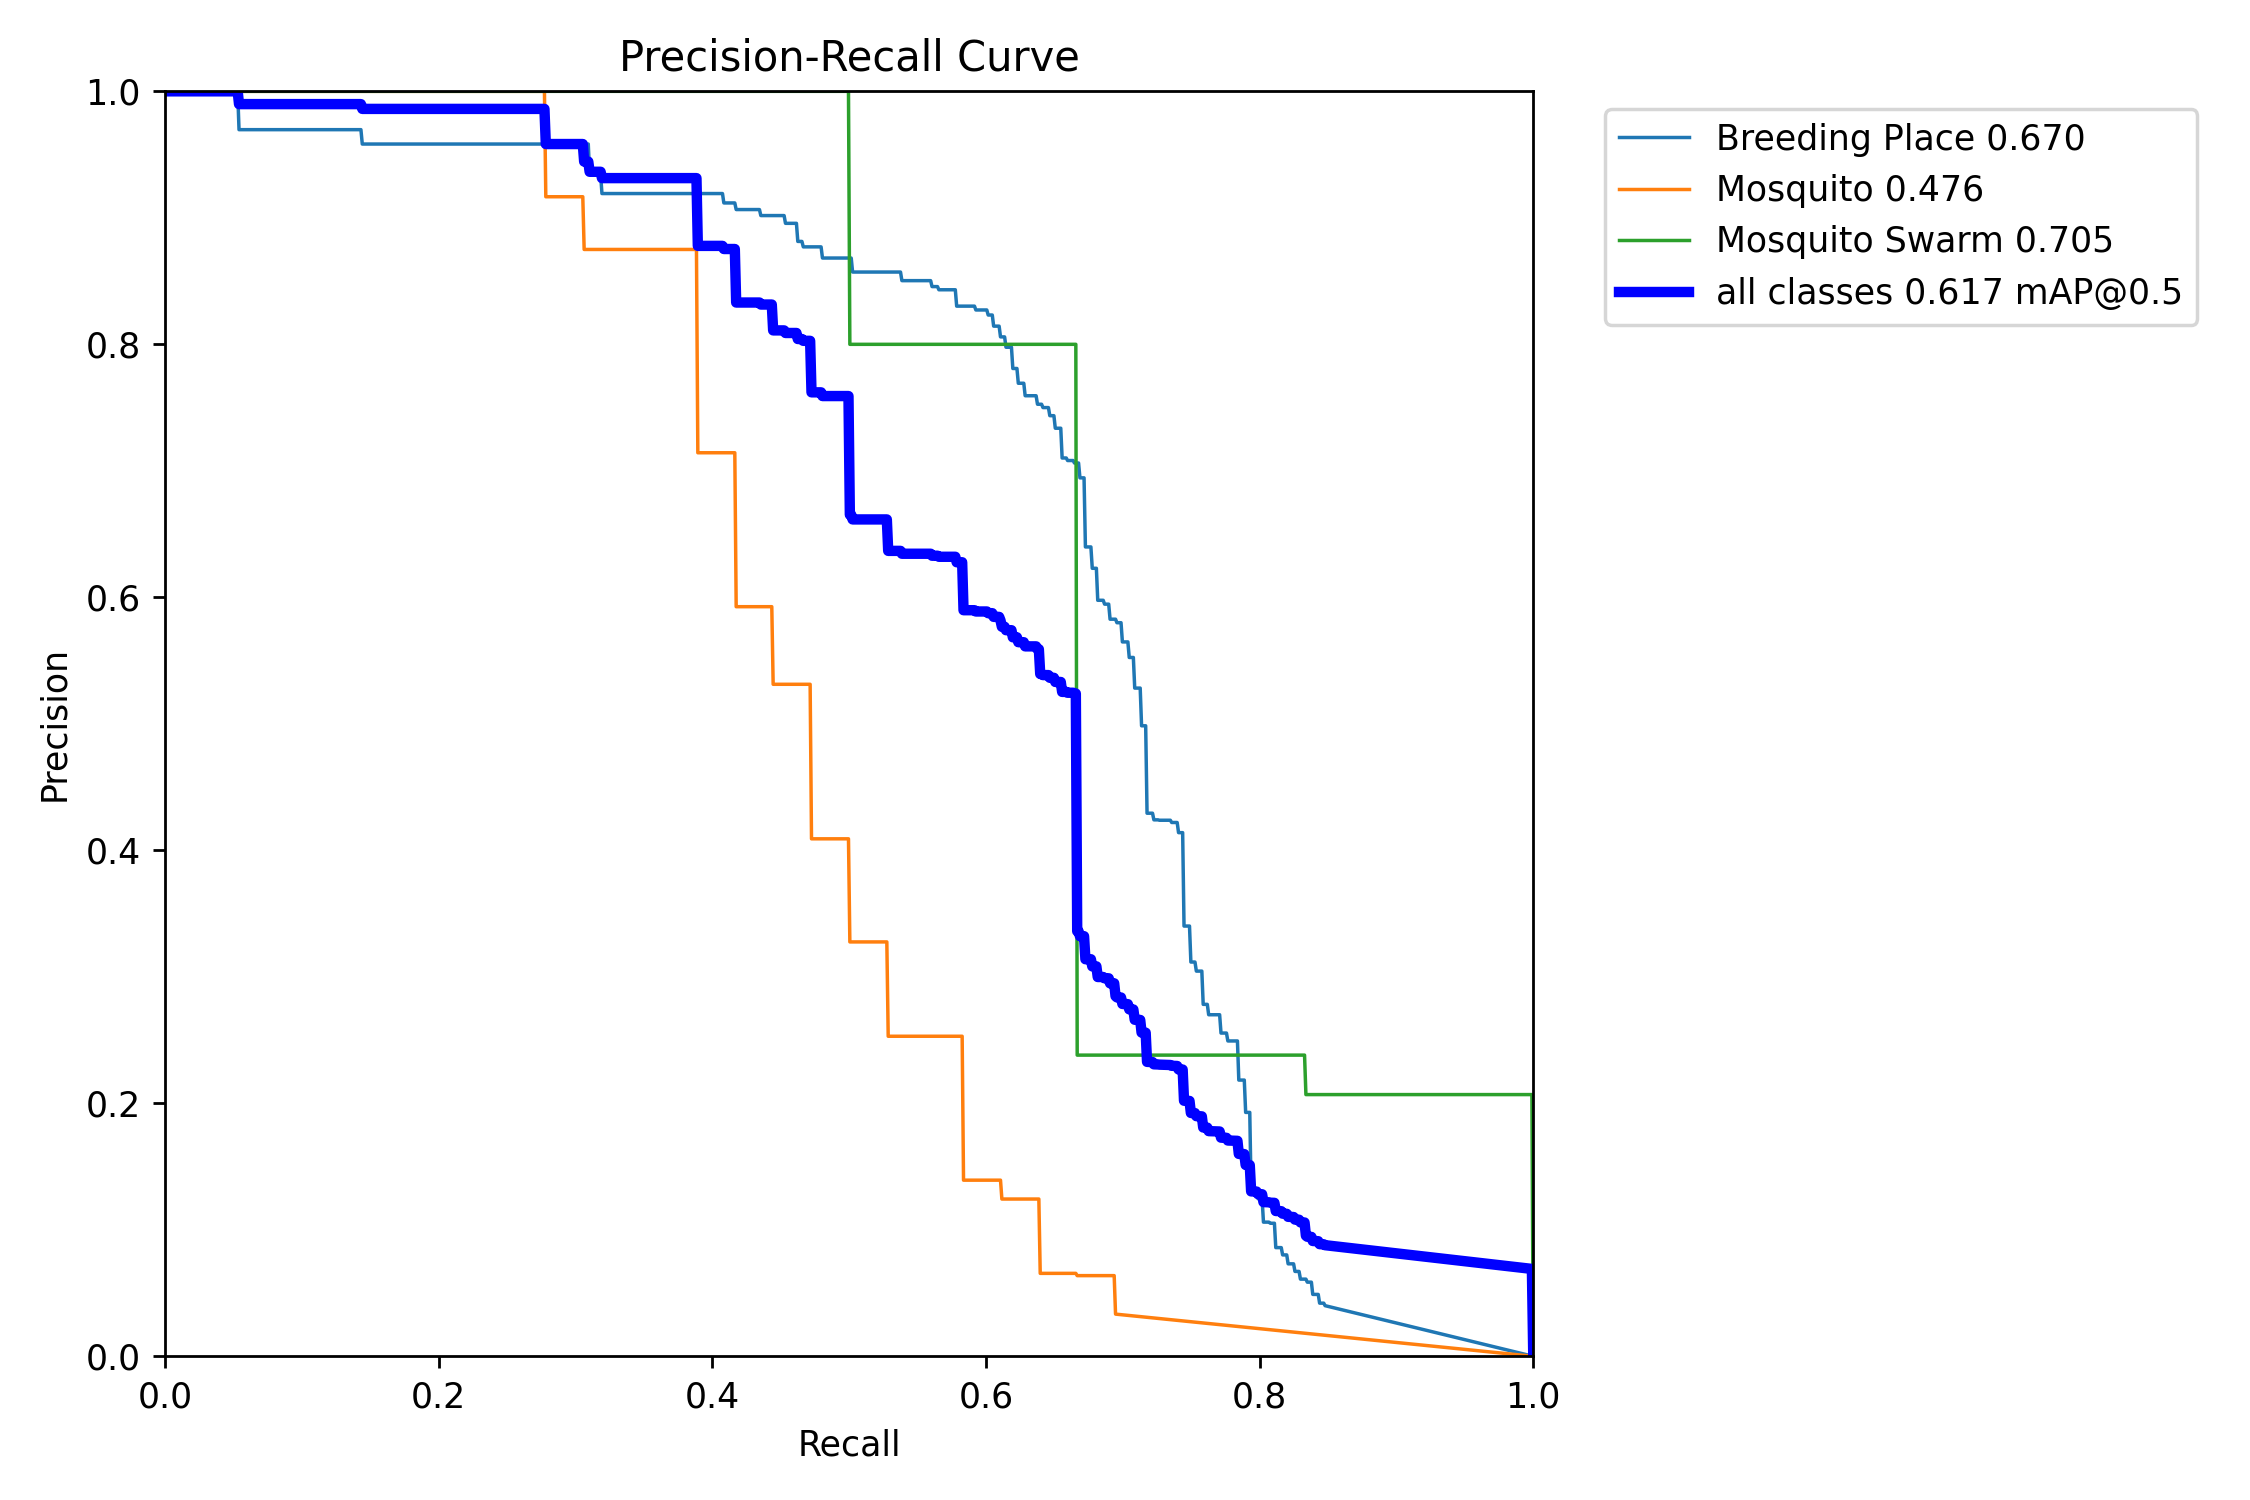 Precision-Recall Curve
Breeding Place 0.670
Mosquito 0.476
Mosquito Swarm 0.705
all classes 0.617 mAP@0.5
Precision
1.0
0.8
0.6
0.4
0.2
0.0
0.0 0.2 0.4 0.6 0.8 1.0
Recall